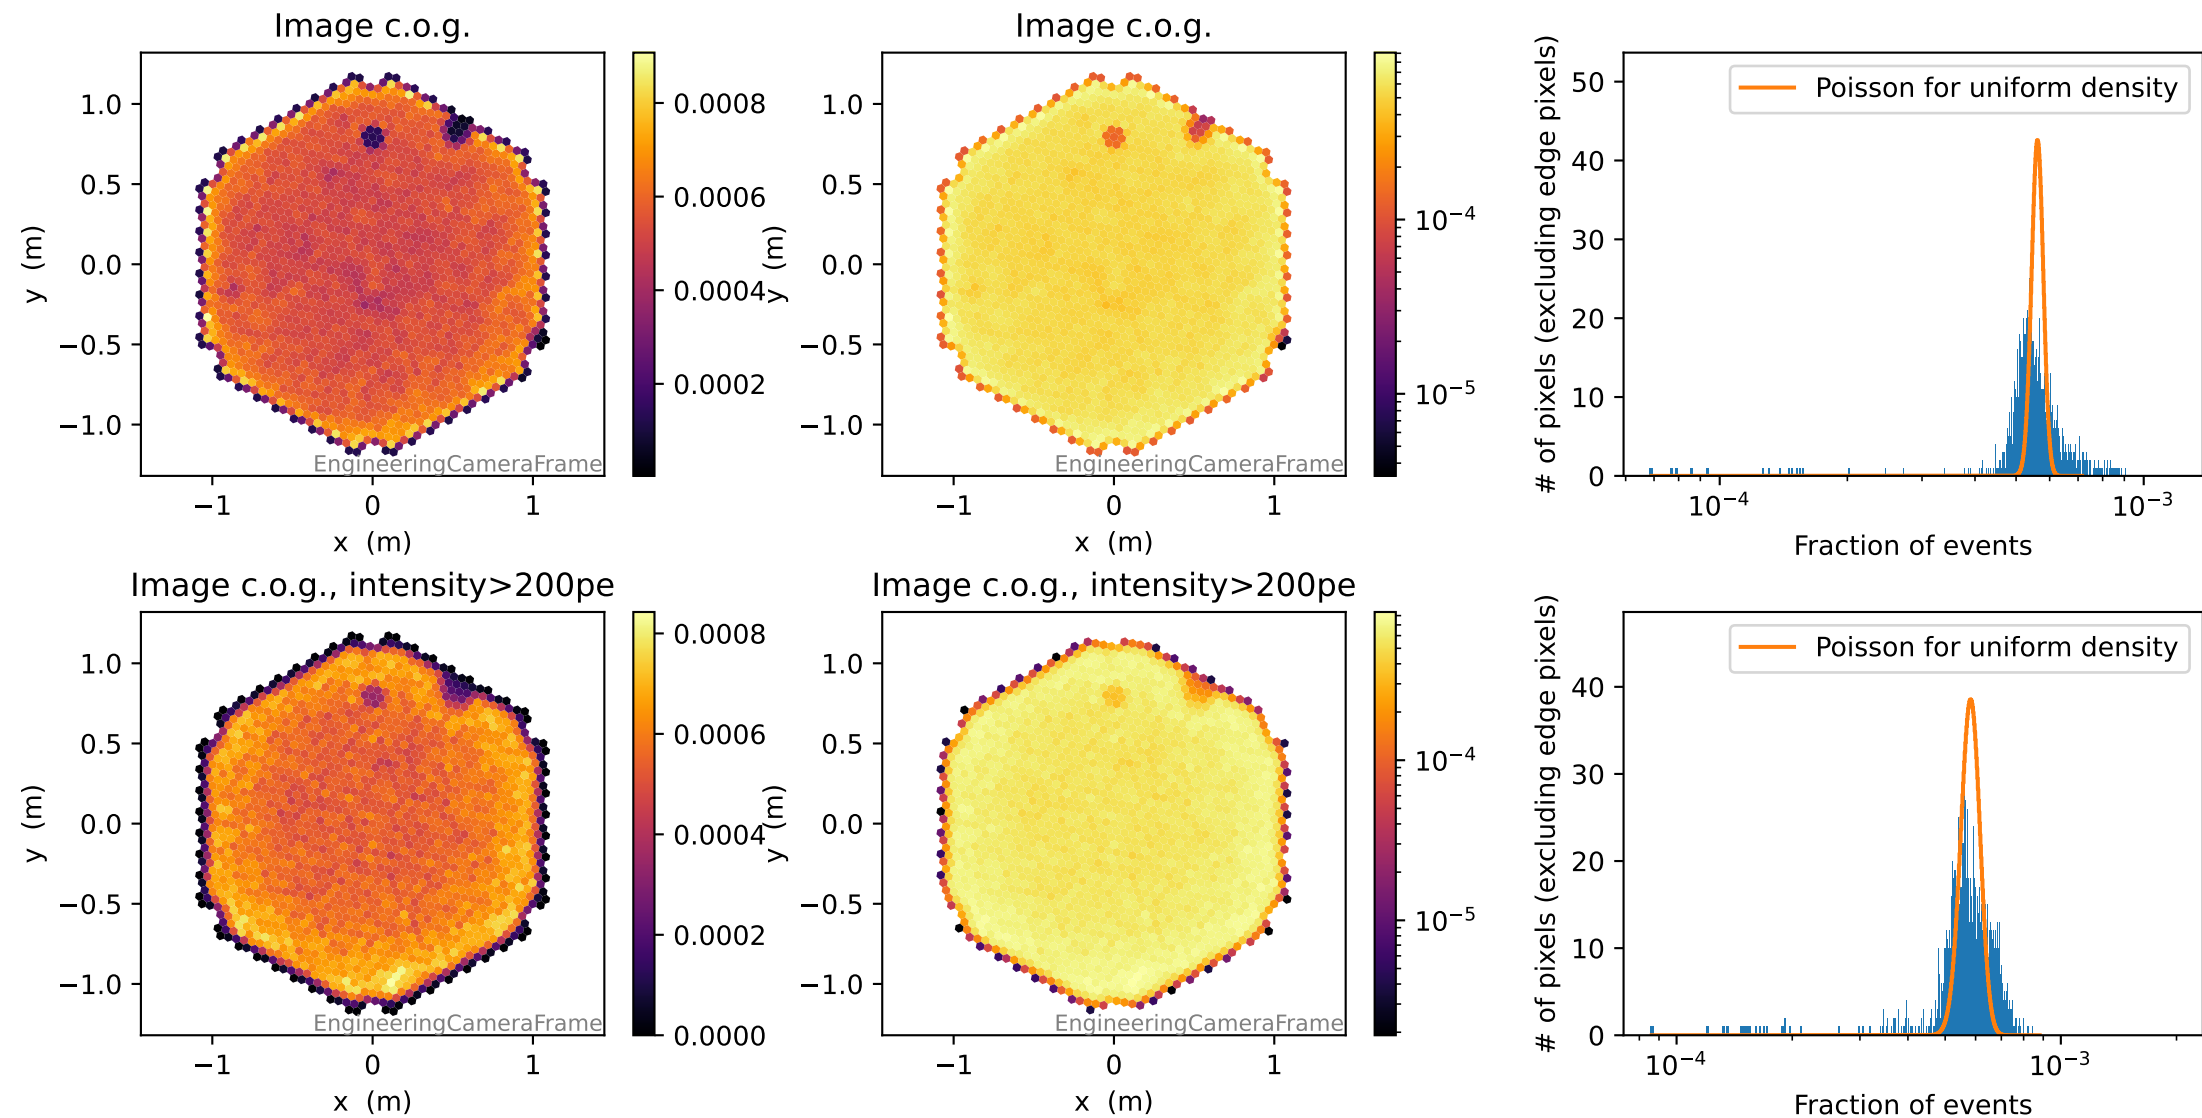 Image c.o.g.
1.0
0.5
0.0
−0.5
−1.0
y (m)
−1
0
1
x (m)
EngineeringCameraFrame
0.0008
0.0006
0.0004
0.0002
Image c.o.g.
1.0
0.5
0.0
−0.5
−1.0
y (m)
−1
0
1
x (m)
EngineeringCameraFrame
10⁻⁴
10⁻⁵
# of pixels (excluding edge pixels)
50
40
30
20
10
0
Poisson for uniform density
10⁻⁴
10⁻³
Fraction of events
Image c.o.g., intensity>200pe
1.0
0.5
0.0
−0.5
−1.0
y (m)
−1
0
1
x (m)
EngineeringCameraFrame
0.0008
0.0006
0.0004
0.0002
0.0000
Image c.o.g., intensity>200pe
1.0
0.5
0.0
−0.5
−1.0
y (m)
−1
0
1
x (m)
EngineeringCameraFrame
10⁻⁴
10⁻⁵
# of pixels (excluding edge pixels)
40
30
20
10
0
Poisson for uniform density
10⁻⁴
10⁻³
Fraction of events